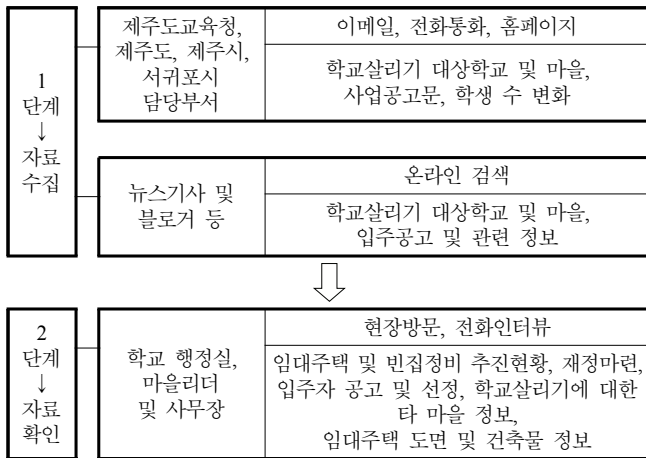 1
단계
↓
자료
수집
제주도교육청,
제주도, 제주시,
서귀포시
담당부서
이메일, 전화통화, 홈페이지
학교살리기 대상학교 및 마을,
사업공고문, 학생 수 변화
뉴스기사 및
블로거 등
온라인 검색
학교살리기 대상학교 및 마을,
입주공고 및 관련 정보
2
단계
↓
자료
확인
학교 행정실,
마을리더
및 사무장
현장방문, 전화인터뷰
임대주택 및 빈집정비 추진현황, 재정마련,
입주자 공고 및 선정, 학교살리기에 대한
타 마을 정보,
임대주택 도면 및 건축물 정보